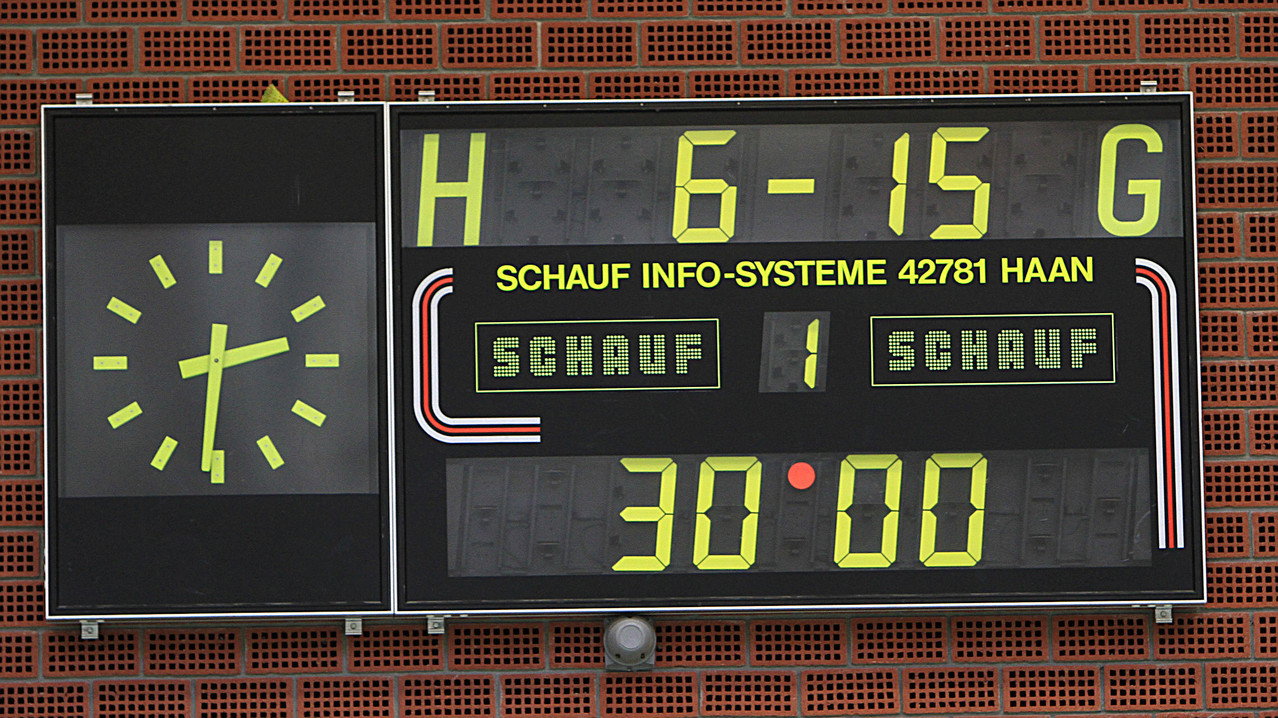 H 6-15 G
SCHAUF INFO-SYSTEME 42781 HAAN
SCHAUF 1 SCHAUF
30 00